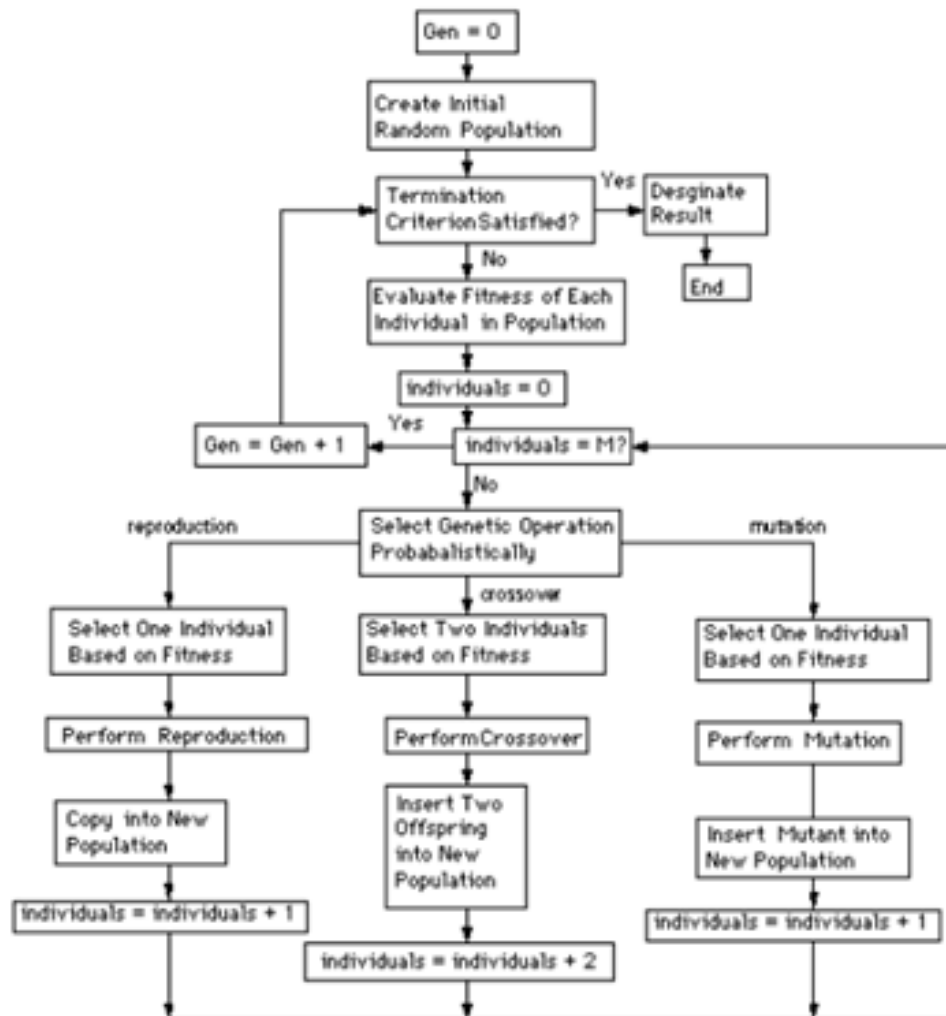 Gen = 0
Create Initial
Random Population
Termination
CriterionSatisfied?
Yes
Desginate
Result
End
No
Evaluate Fitness of Each
Individual in Population
individuals = 0
Yes
Gen = Gen + 1
individuals = M?
No
reproduction
Select Genetic Operation
Probabalistically
mutation
crossover
Select One Individual
Based on Fitness
Perform Reproduction
Copy into New
Population
individuals = individuals + 1
Select Two Individuals
Based on Fitness
PerformCrossover
Insert Two
Offspring
into New
Population
individuals = individuals + 2
Select One Individual
Based on Fitness
Perform Mutation
Insert Mutant into
New Population
individuals = individuals + 1